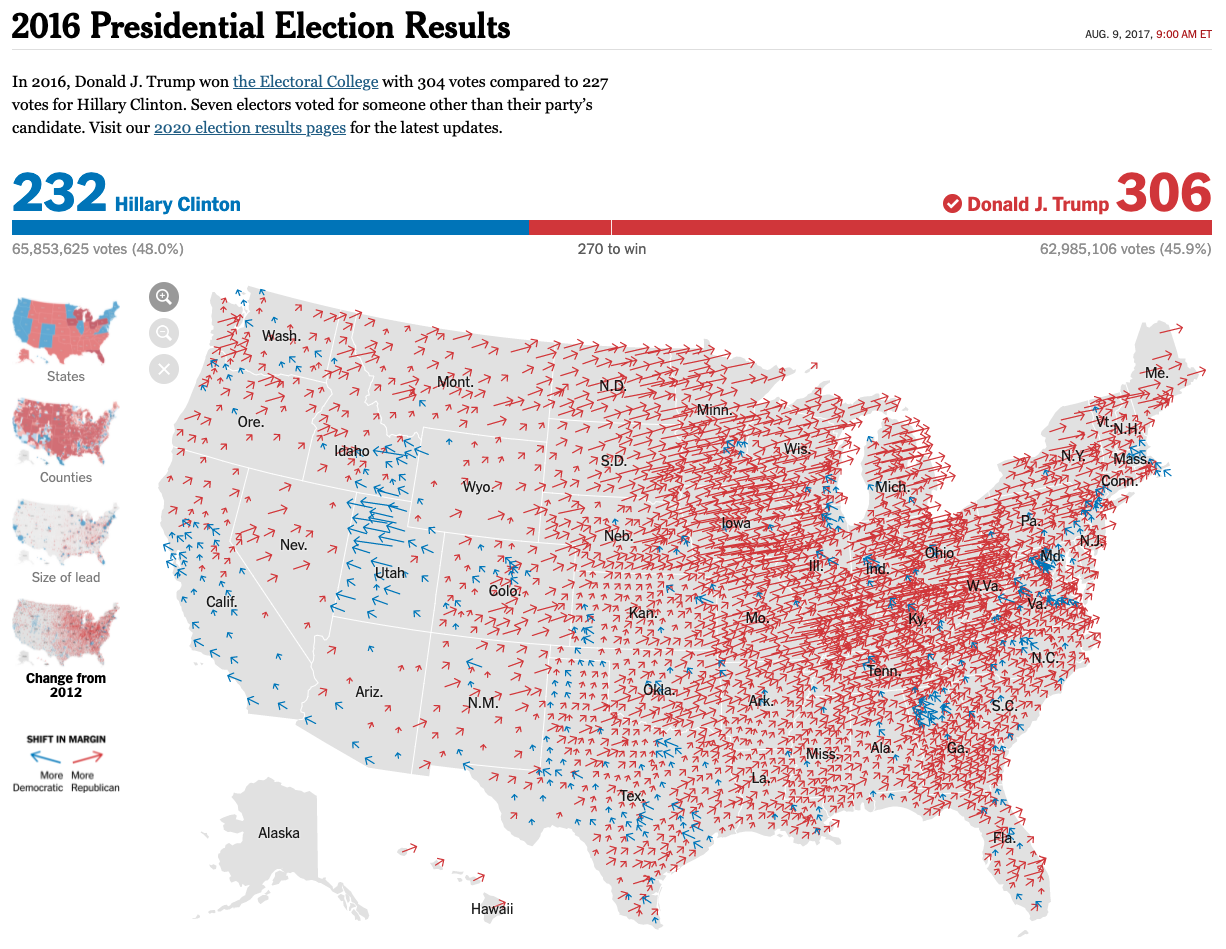 2016 Presidential Election Results
AUG. 9, 2017, 9:00 AM ET
In 2016, Donald J. Trump won the Electoral College with 304 votes compared to 227
votes for Hillary Clinton. Seven electors voted for someone other than their party's
candidate. Visit our 2020 election results pages for the latest updates.
232 Hillary Clinton
Donald J. Trump 306
65,853,625 votes (48.0%)
270 to win
62,985,106 votes (45.9%)
States
Counties
Size of lead
Change from
2012
SHIFT IN MARGIN
More
Democratic
More
Republican
Wash.
Mont.
N.D.
Minn.
Me.
Ore.
Idaho
S.D.
Wis.
Vt.
N.H.
N.Y.
Mass.
Wyo.
Mich.
Conn.
Nev.
Neb.
Iowa
Pa.
N.J.
Ohio
Md.
Utah
Colo.
Ill.
Ind.
W.Va.
Calif.
Kan.
Mo.
Ky.
Va.
Ariz.
N.M.
Okla.
Tenn.
N.C.
Ark.
S.C.
Miss.
Ala.
Ga.
La.
Tex.
Alaska
Fla.
Hawaii